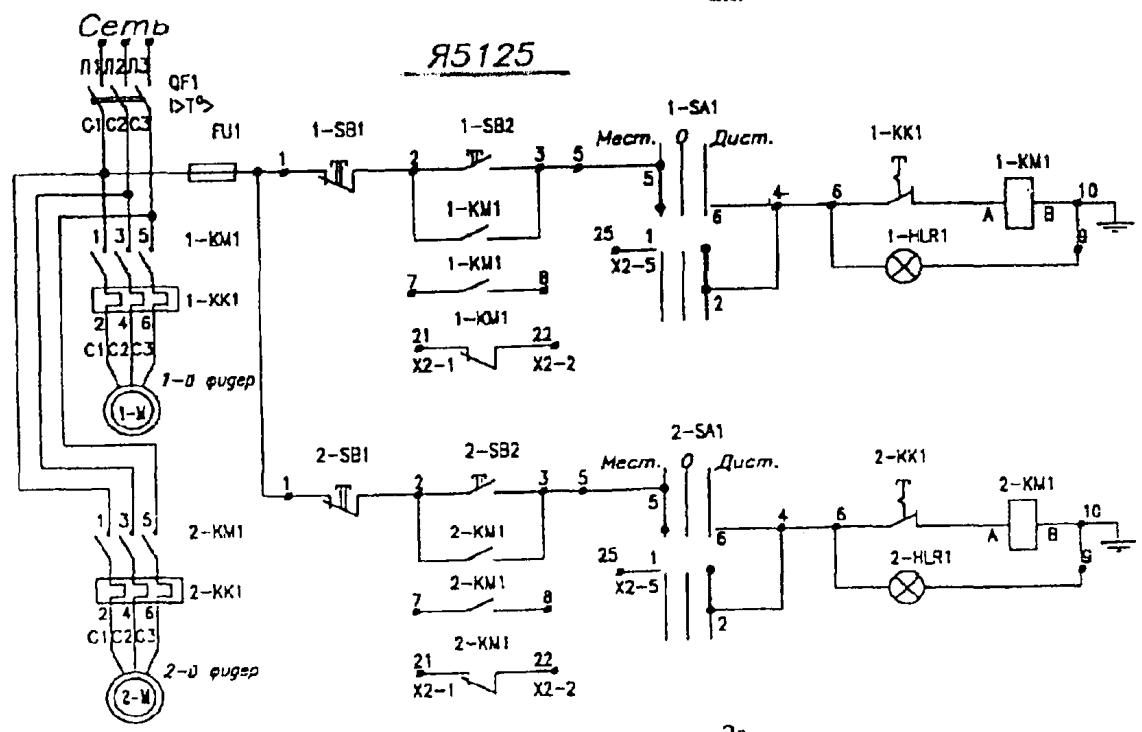 Сеть
Я5125
Л1 Л2 Л3
QF1
I>T°>
C1 C2 C3
FU1
1-SB1
1-SB2
1-SA1
Мест. 0 Дист.
1-KK1
1-KM1
1 2 3 5 5 6 4 6 A B 10
1-KM1
1 3 5
1-KM1
1-KK1
2 4 6
C1 C2 C3
1-й фидер
1-M
1-KM1
7 8
1-KM1
21 22
X2-1 X2-2
25 1
X2-5
2
1-HLR1
9
2-SB1
2-SB2
2-SA1
Мест. 0 Дист.
2-KK1
2-KM1
1 2 3 5 5 6 4 6 A B 10
2-KM1
1 3 5
2-KM1
2-KK1
2 4 6
C1 C2 C3
2-й фидер
2-M
2-KM1
7 8
2-KM1
21 22
X2-1 X2-2
25 1
X2-5
2
2-HLR1
9